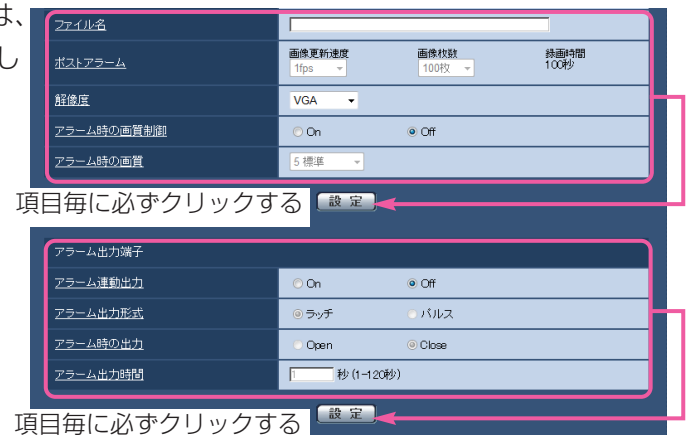 は、
し
ファイル名
ポストアラーム
画像更新速度 画像枚数 録画時間
1fps 100枚 100秒
解像度 VGA
アラーム時の画質制御 On Off
アラーム時の画質 5 標準
項目毎に必ずクリックする 設定
アラーム出力端子
アラーム連動出力 On Off
アラーム出力形式 ラッチ パルス
アラーム時の出力 Open Close
アラーム出力時間 1 秒(1-120秒)
項目毎に必ずクリックする 設定